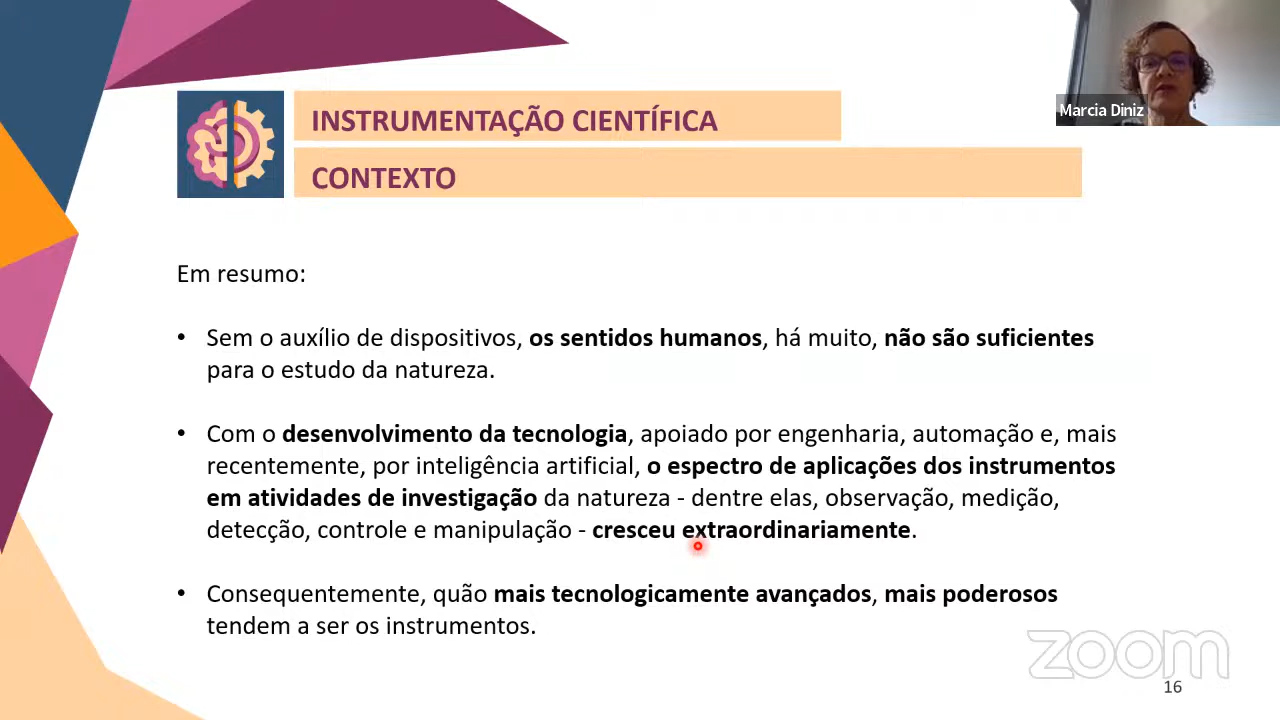 Marcia Diniz
INSTRUMENTAÇÃO CIENTÍFICA
CONTEXTO
Em resumo:
• Sem o auxílio de dispositivos, os sentidos humanos, há muito, não são suficientes
para o estudo da natureza.
• Com o desenvolvimento da tecnologia, apoiado por engenharia, automação e, mais
recentemente, por inteligência artificial, o espectro de aplicações dos instrumentos
em atividades de investigação da natureza - dentre elas, observação, medição,
detecção, controle e manipulação - cresceu extraordinariamente.
• Consequentemente, quão mais tecnologicamente avançados, mais poderosos
tendem a ser os instrumentos.
zoom
16